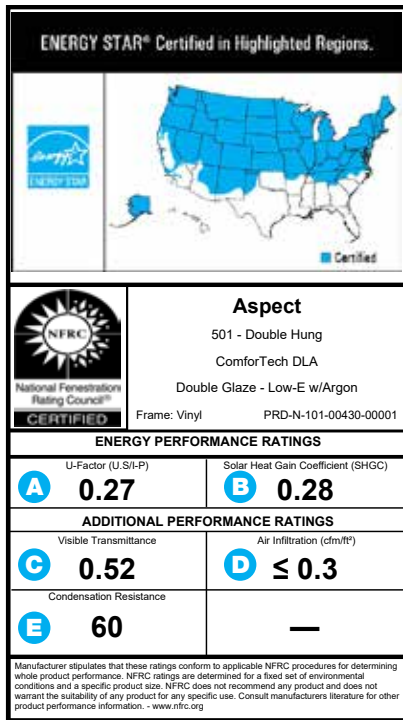 ENERGY STAR® Certified in Highlighted Regions.
energy
ENERGY STAR
Certified
NFRC
National Fenestration
Rating Council®
CERTIFIED
Aspect
501 - Double Hung
ComforTech DLA
Double Glaze - Low-E w/Argon
Frame: Vinyl PRD-N-101-00430-00001
ENERGY PERFORMANCE RATINGS
U-Factor (U.S/I-P) Solar Heat Gain Coefficient (SHGC)
A 0.27 B 0.28
ADDITIONAL PERFORMANCE RATINGS
Visible Transmittance Air Infiltration (cfm/ft²)
C 0.52 D ≤ 0.3
Condensation Resistance
E 60 —
Manufacturer stipulates that these ratings conform to applicable NFRC procedures for determining
whole product performance. NFRC ratings are determined for a fixed set of environmental
conditions and a specific product size. NFRC does not recommend any product and does not
warrant the suitability of any product for any specific use. Consult manufacturers literature for other
product performance information. - www.nfrc.org